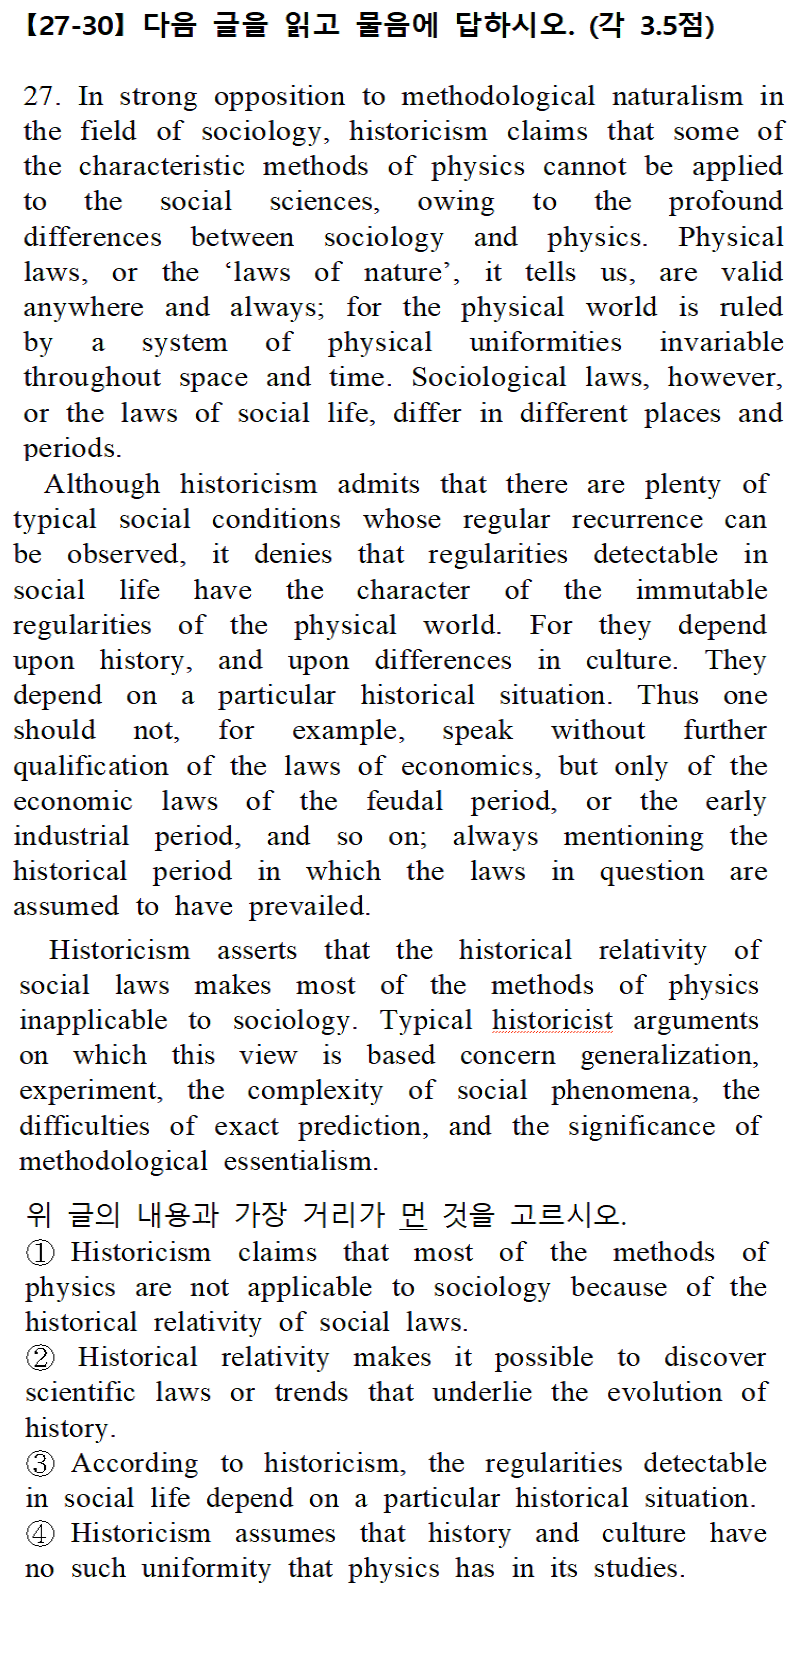 【27-30】 다음 글을 읽고 물음에 답하시오. (각 3.5점)
27. In strong opposition to methodological naturalism in
the field of sociology, historicism claims that some of
the characteristic methods of physics cannot be applied
to the social sciences, owing to the profound
differences between sociology and physics. Physical
laws, or the ‘laws of nature’, it tells us, are valid
anywhere and always; for the physical world is ruled
by a system of physical uniformities invariable
throughout space and time. Sociological laws, however,
or the laws of social life, differ in different places and
periods.
Although historicism admits that there are plenty of
typical social conditions whose regular recurrence can
be observed, it denies that regularities detectable in
social life have the character of the immutable
regularities of the physical world. For they depend
upon history, and upon differences in culture. They
depend on a particular historical situation. Thus one
should not, for example, speak without further
qualification of the laws of economics, but only of the
economic laws of the feudal period, or the early
industrial period, and so on; always mentioning the
historical period in which the laws in question are
assumed to have prevailed.
Historicism asserts that the historical relativity of
social laws makes most of the methods of physics
inapplicable to sociology. Typical historicist arguments
on which this view is based concern generalization,
experiment, the complexity of social phenomena, the
difficulties of exact prediction, and the significance of
methodological essentialism.
위 글의 내용과 가장 거리가 먼 것을 고르시오.
① Historicism claims that most of the methods of
physics are not applicable to sociology because of the
historical relativity of social laws.
② Historical relativity makes it possible to discover
scientific laws or trends that underlie the evolution of
history.
③ According to historicism, the regularities detectable
in social life depend on a particular historical situation.
④ Historicism assumes that history and culture have
no such uniformity that physics has in its studies.